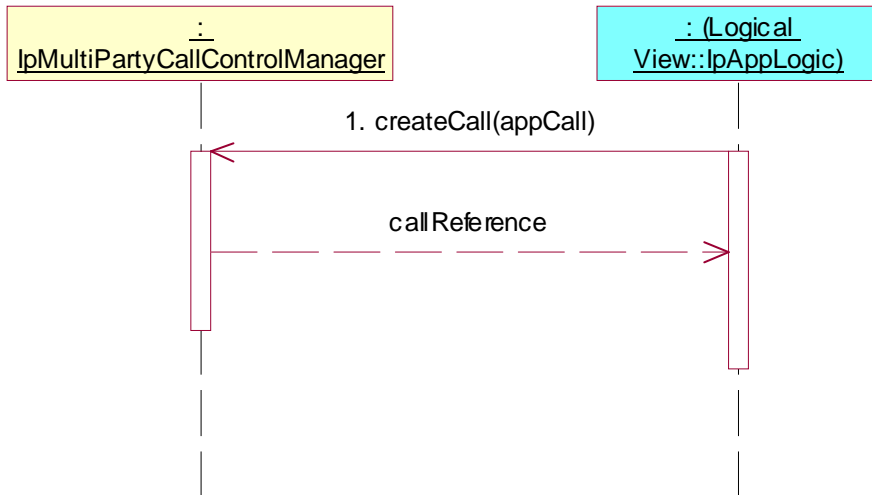 :
IpMultiPartyCallControlManager
: (Logical
View::IpAppLogic)
1. createCall(appCall)
callReference